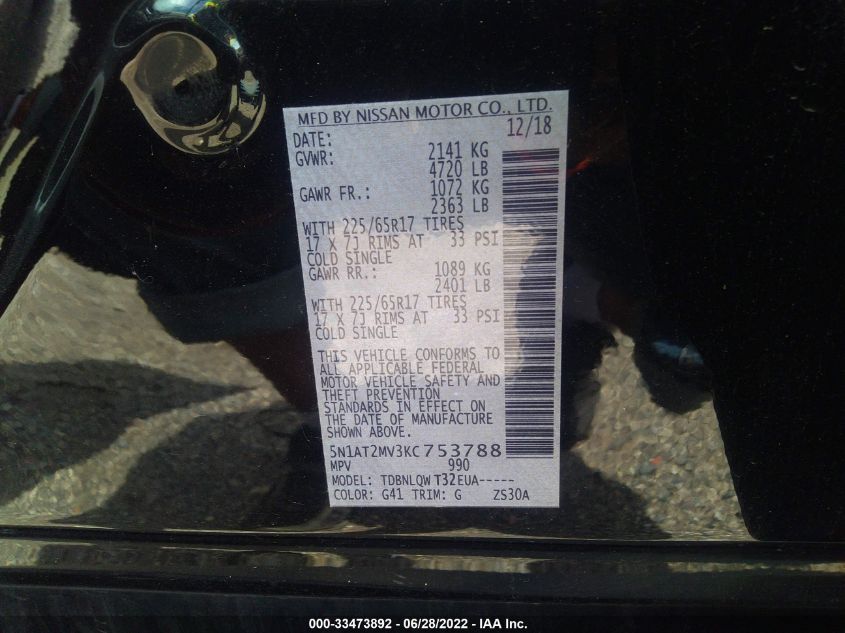 MFD BY NISSAN MOTOR CO., LTD.
DATE: 12/18
GVWR: 2141 KG
4720 LB
GAWR FR.: 1072 KG
2363 LB
WITH 225/65R17 TIRES
17 X 7J RIMS AT 33 PSI
COLD SINGLE
GAWR RR.: 1089 KG
2401 LB
WITH 225/65R17 TIRES
17 X 7J RIMS AT 33 PSI
COLD SINGLE
THIS VEHICLE CONFORMS TO
ALL APPLICABLE FEDERAL
MOTOR VEHICLE SAFETY AND
THEFT PREVENTION
STANDARDS IN EFFECT ON
THE DATE OF MANUFACTURE
SHOWN ABOVE.
5N1AT2MV3KC753788
MPV 990
MODEL: TDBNLQWT32EUA-----
COLOR: G41 TRIM: G ZS30A
000-33473892 - 06/28/2022 - IAA Inc.